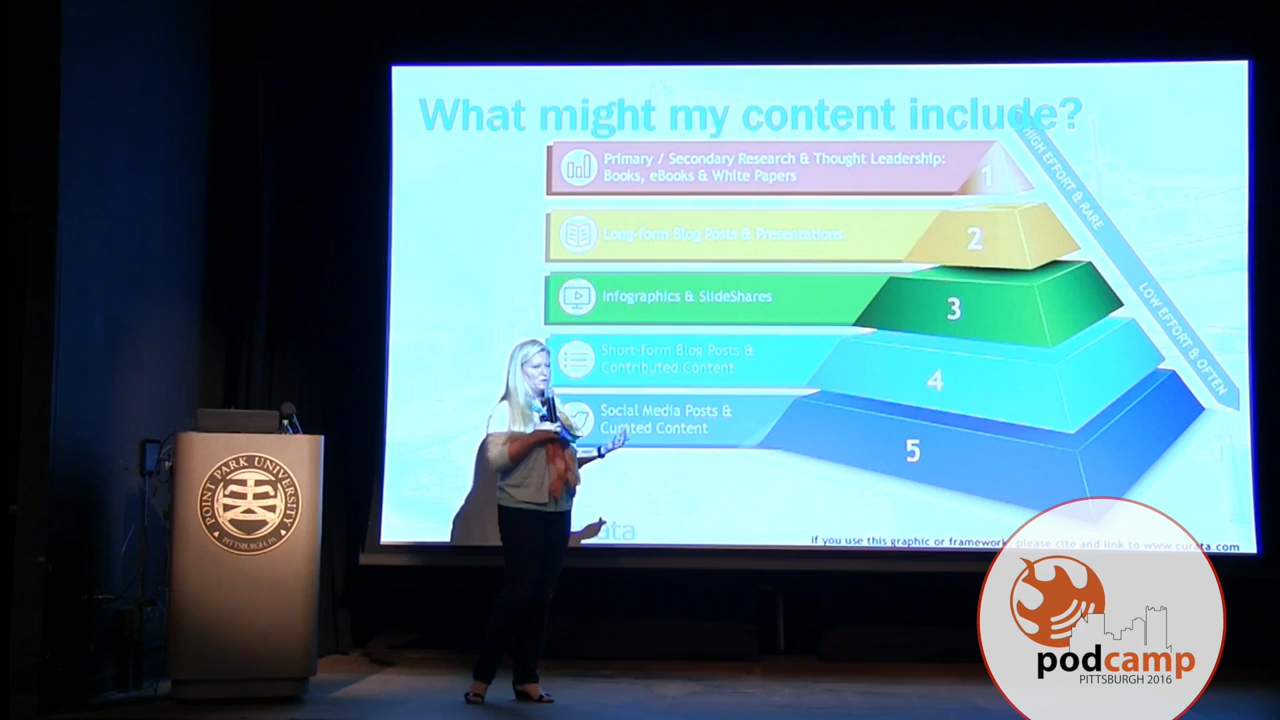 What might my content include?
Primary / Secondary Research & Thought Leadership:
Books, eBooks & White Papers
1
HIGH EFFORT & RARE
Long-form Blog Posts & Presentations
2
Infographics & SlideShares
3
LOW EFFORT & OFTEN
Short-form Blog Posts &
Contributed Content
4
Social Media Posts &
Curated Content
5
If you use this graphic or framework, please cite and link to www.curata.com
POINT PARK UNIVERSITY
PITTSBURGH, PA
podcamp
PITTSBURGH 2016